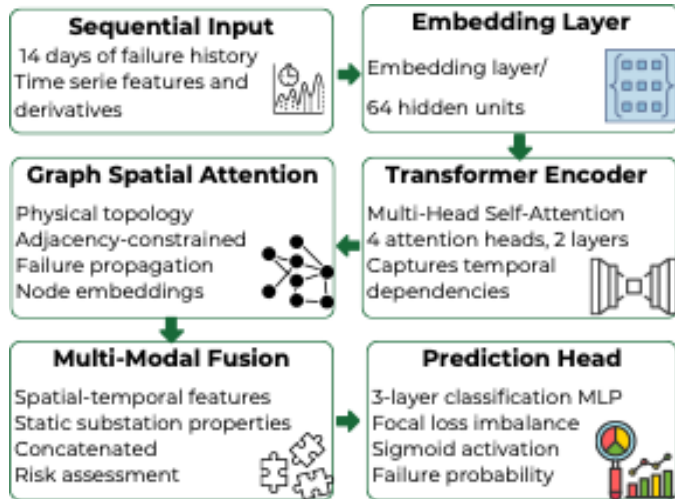 Sequential Input
14 days of failure history
Time serie features and
derivatives
Embedding Layer
Embedding layer/
64 hidden units
Graph Spatial Attention
Physical topology
Adjacency-constrained
Failure propagation
Node embeddings
Transformer Encoder
Multi-Head Self-Attention
4 attention heads, 2 layers
Captures temporal
dependencies
Multi-Modal Fusion
Spatial-temporal features
Static substation properties
Concatenated
Risk assessment
Prediction Head
3-layer classification MLP
Focal loss imbalance
Sigmoid activation
Failure probability